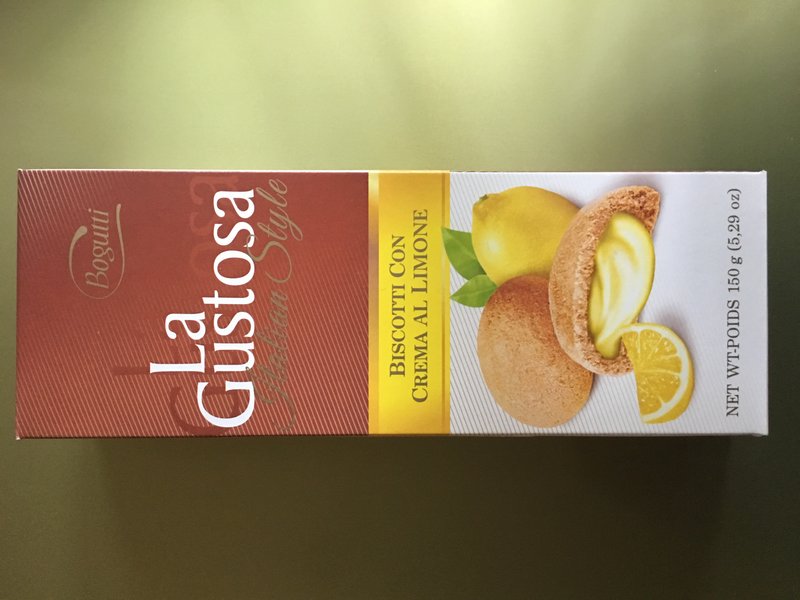 Bogutti
La
Gustosa
Italian Style
BISCOTTI CON
CREMA AL LIMONE
NET WT-POIDS 150 g (5,29 oz)